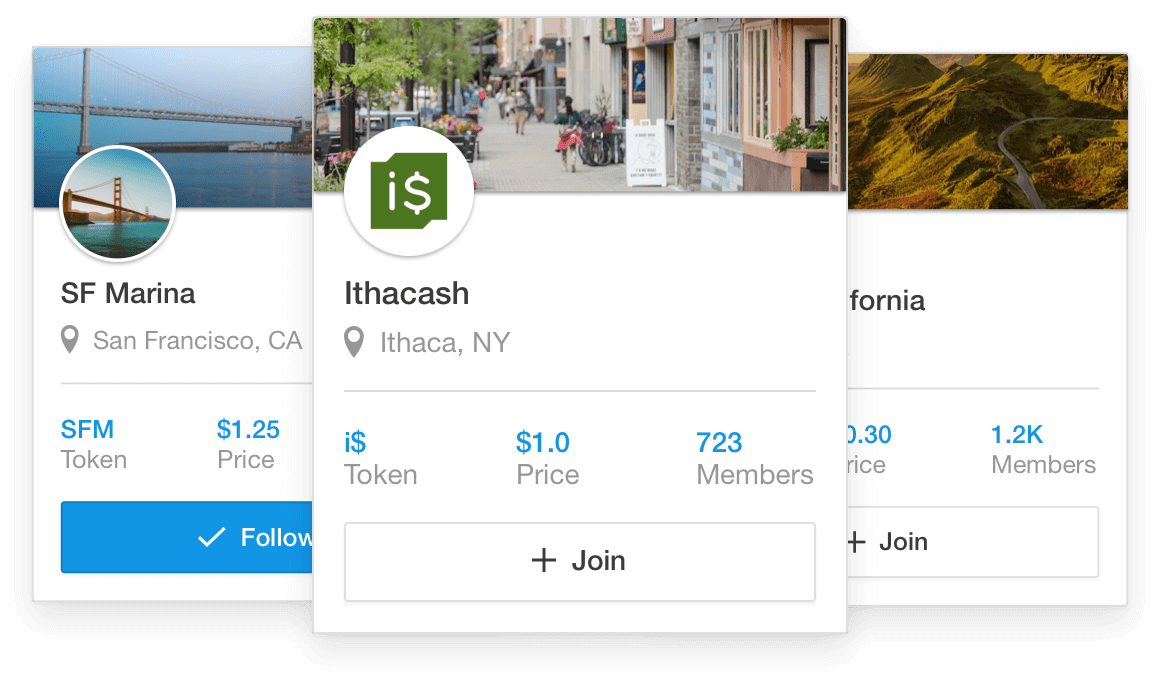 SF Marina
San Francisco, CA
SFM
Token
$1.25
Price
Follow
i$
Ithacash
Ithaca, NY
i$
Token
$1.0
Price
723
Members
+ Join
fornia
0.30
rice
1.2K
Members
+ Join